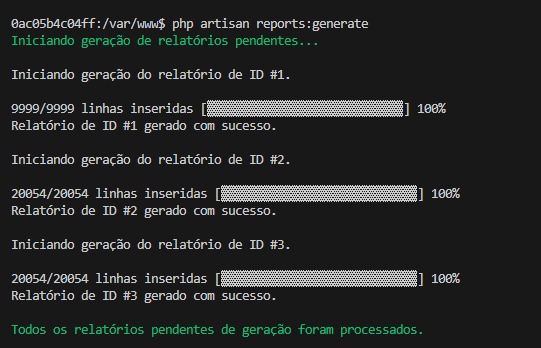 0ac05b4c04ff:/var/www$ php artisan reports:generate
Iniciando geração de relatórios pendentes...
Iniciando geração do relatório de ID #1.
9999/9999 linhas inseridas [▓▓▓▓▓▓▓▓▓▓▓▓▓▓▓▓▓▓▓▓▓▓▓▓▓▓▓▓] 100%
Relatório de ID #1 gerado com sucesso.
Iniciando geração do relatório de ID #2.
20054/20054 linhas inseridas [▓▓▓▓▓▓▓▓▓▓▓▓▓▓▓▓▓▓▓▓▓▓▓▓▓▓▓▓] 100%
Relatório de ID #2 gerado com sucesso.
Iniciando geração do relatório de ID #3.
20054/20054 linhas inseridas [▓▓▓▓▓▓▓▓▓▓▓▓▓▓▓▓▓▓▓▓▓▓▓▓▓▓▓▓] 100%
Relatório de ID #3 gerado com sucesso.
Todos os relatórios pendentes de geração foram processados.